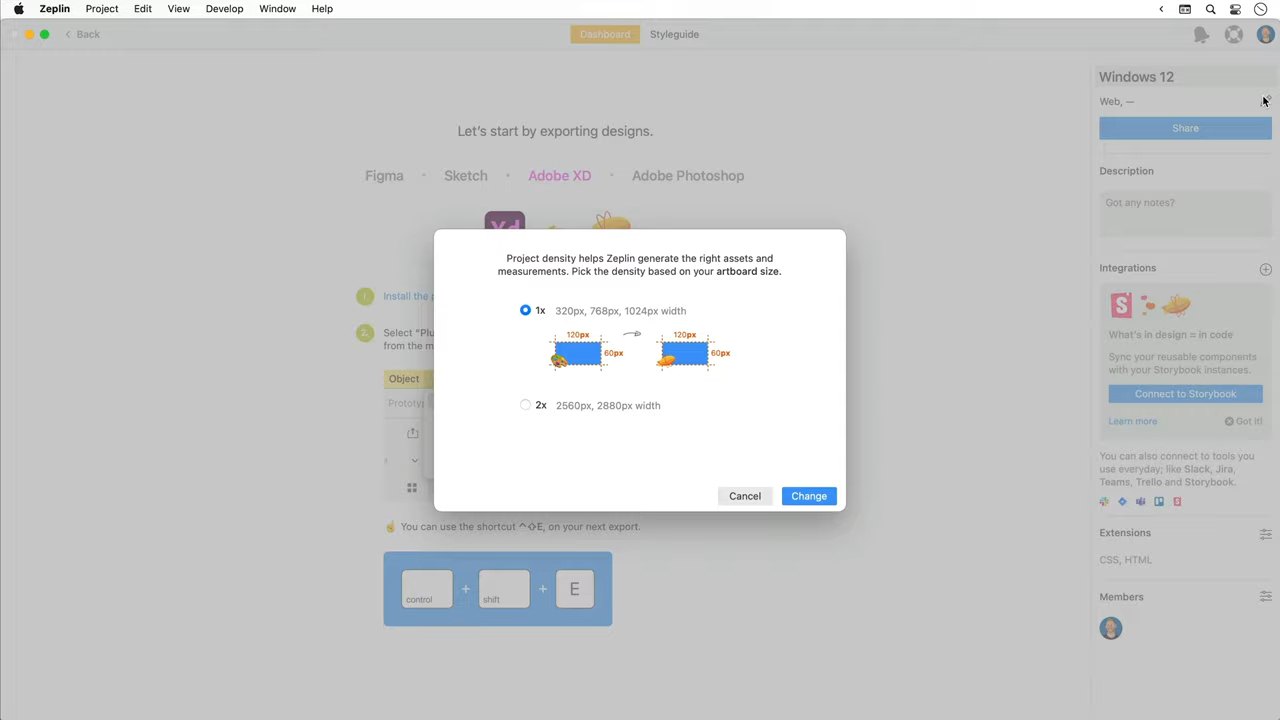 Zeplin Project Edit View Develop Window Help
Back
Dashboard Styleguide
Windows 12
Web, —
Share
Description
Got any notes?
Integrations
What's in design = in code
Sync your reusable components
with your Storybook instances.
Connect to Storybook
Learn more Got it!
You can also connect to tools you
use everyday; like Slack, Jira,
Teams, Trello and Storybook.
Extensions
CSS, HTML
Members
Let's start by exporting designs.
Figma • Sketch • Adobe XD • Adobe Photoshop
Xd
Install the p
2. Select "Plu
from the m
Object
Prototyp
Project density helps Zeplin generate the right assets and
measurements. Pick the density based on your artboard size.
1x 320px, 768px, 1024px width
120px 120px
60px 60px
2x 2560px, 2880px width
Cancel Change
☝ You can use the shortcut ⌃⇧E, on your next export.
control + shift + E